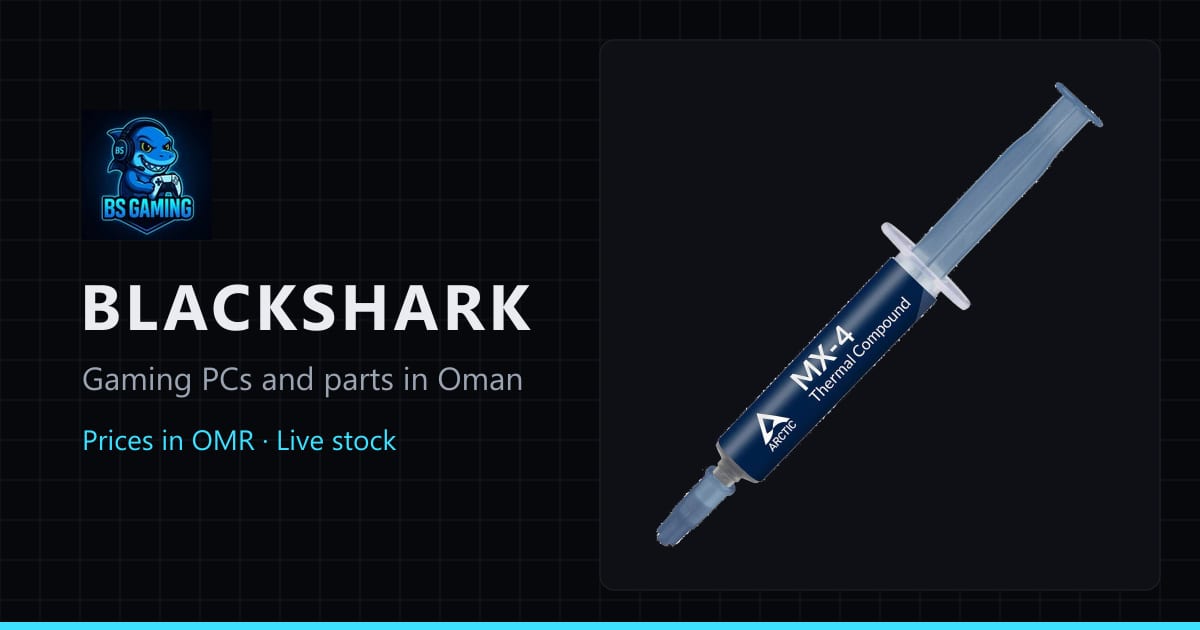 BS
BS GAMING
BLACKSHARK
Gaming PCs and parts in Oman
Prices in OMR · Live stock
MX-4
Thermal Compound
ARCTIC